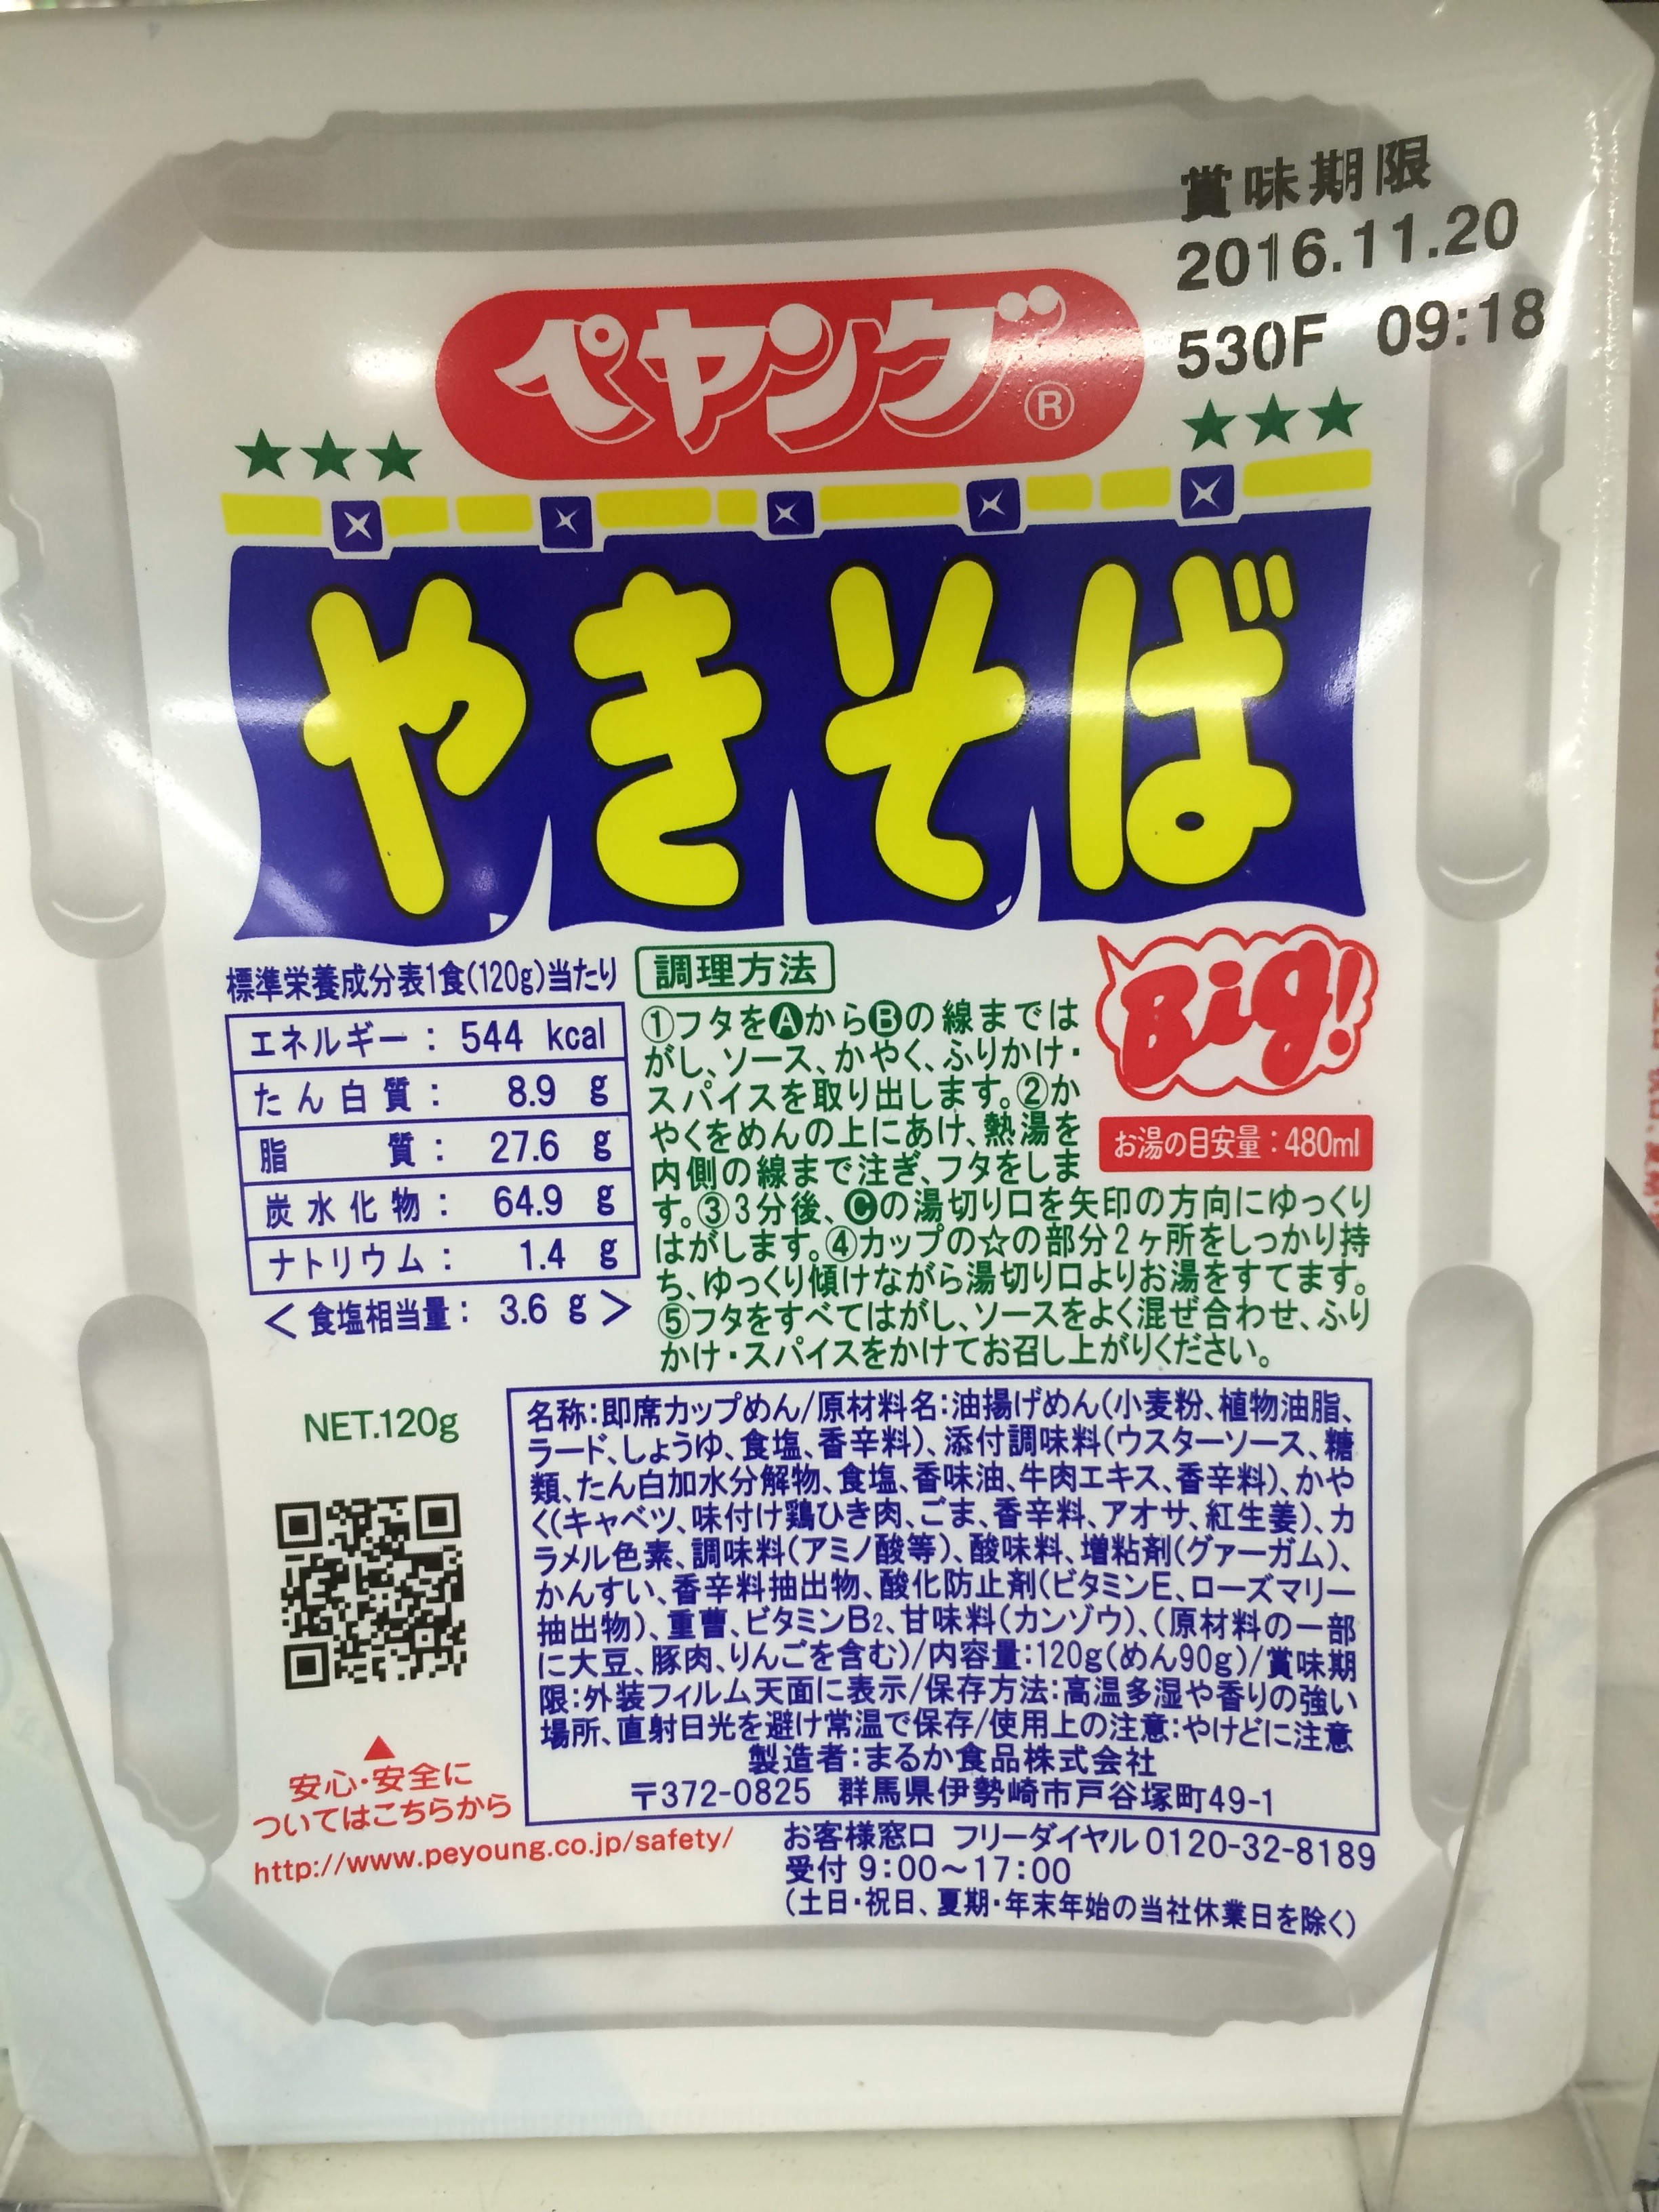 賞味期限
2016.11.20
530F 09:18
ペヤング®
★★★ ★★★
やきそば
Big!
お湯の目安量：480ml
標準栄養成分表1食(120g)当たり
エネルギー： 544 kcal
たん白質： 8.9 g
脂質： 27.6 g
炭水化物： 64.9 g
ナトリウム： 1.4 g
＜食塩相当量： 3.6 g＞
調理方法
①フタをⒶからⒷの線までは
がし、ソース、かやく、ふりかけ・
スパイスを取り出します。②か
やくをめんの上にあけ、熱湯を
内側の線まで注ぎ、フタをしま
す。③3分後、Ⓒの湯切り口を矢印の方向にゆっくり
はがします。④カップの☆の部分2ヶ所をしっかり持
ち、ゆっくり傾けながら湯切り口よりお湯をすてます。
⑤フタをすべてはがし、ソースをよく混ぜ合わせ、ふり
かけ・スパイスをかけてお召し上がりください。
NET.120g
名称：即席カップめん/原材料名：油揚げめん(小麦粉、植物油脂、
ラード、しょうゆ、食塩、香辛料)、添付調味料(ウスターソース、糖
類、たん白加水分解物、食塩、香味油、牛肉エキス、香辛料)、かや
く(キャベツ、味付け鶏ひき肉、ごま、香辛料、アオサ、紅生姜)、カ
ラメル色素、調味料(アミノ酸等)、酸味料、増粘剤(グァーガム)、
かんすい、香辛料抽出物、酸化防止剤(ビタミンE、ローズマリー
抽出物)、重曹、ビタミンB2、甘味料(カンゾウ)、(原材料の一部
に大豆、豚肉、りんごを含む)/内容量：120g(めん90g)/賞味期
限：外装フィルム天面に表示/保存方法：高温多湿や香りの強い
場所、直射日光を避け常温で保存/使用上の注意：やけどに注意
製造者：まるか食品株式会社
〒372-0825 群馬県伊勢崎市戸谷塚町49-1
▲
安心・安全に
ついてはこちらから
http://www.peyoung.co.jp/safety/
お客様窓口 フリーダイヤル0120-32-8189
受付 9:00～17:00
(土日・祝日、夏期・年末年始の当社休業日を除く)